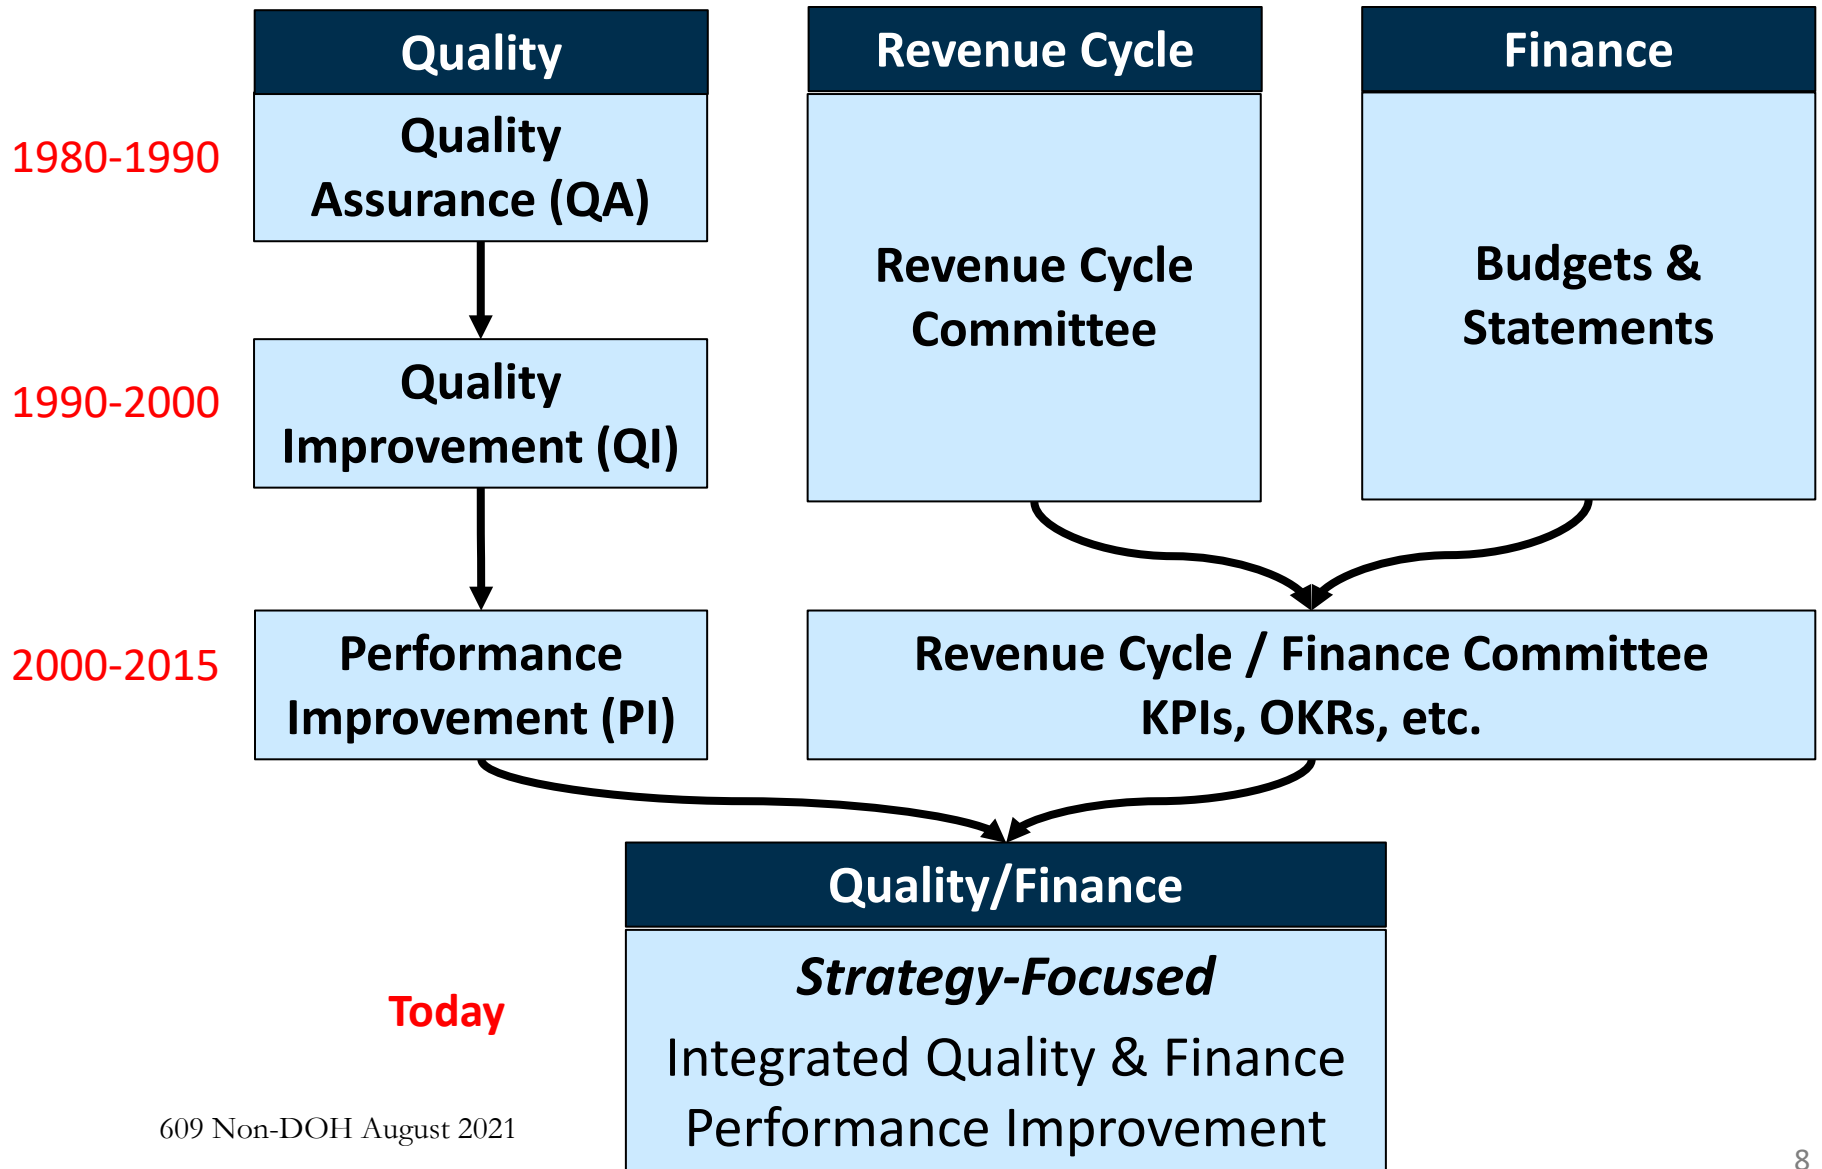 Quality
Revenue Cycle
Finance
1980-1990
Quality
Assurance (QA)
Revenue Cycle
Committee
Budgets &
Statements
1990-2000
Quality
Improvement (QI)
2000-2015
Performance
Improvement (PI)
Revenue Cycle / Finance Committee
KPIs, OKRs, etc.
Quality/Finance
Today
Strategy-Focused
Integrated Quality & Finance
Performance Improvement
609 Non-DOH August 2021
8